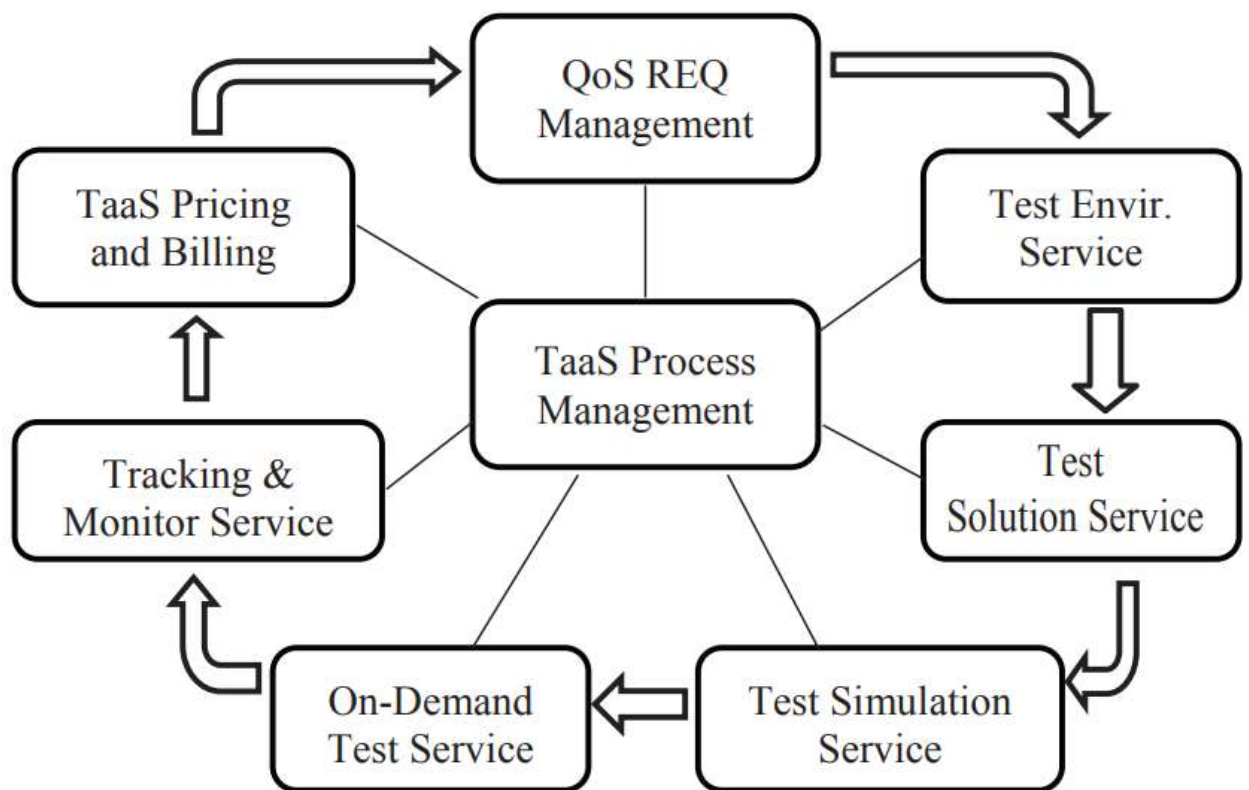 QoS REQ
Management
TaaS Pricing
and Billing
Test Envir.
Service
TaaS Process
Management
Tracking &
Monitor Service
Test
Solution Service
On-Demand
Test Service
Test Simulation
Service